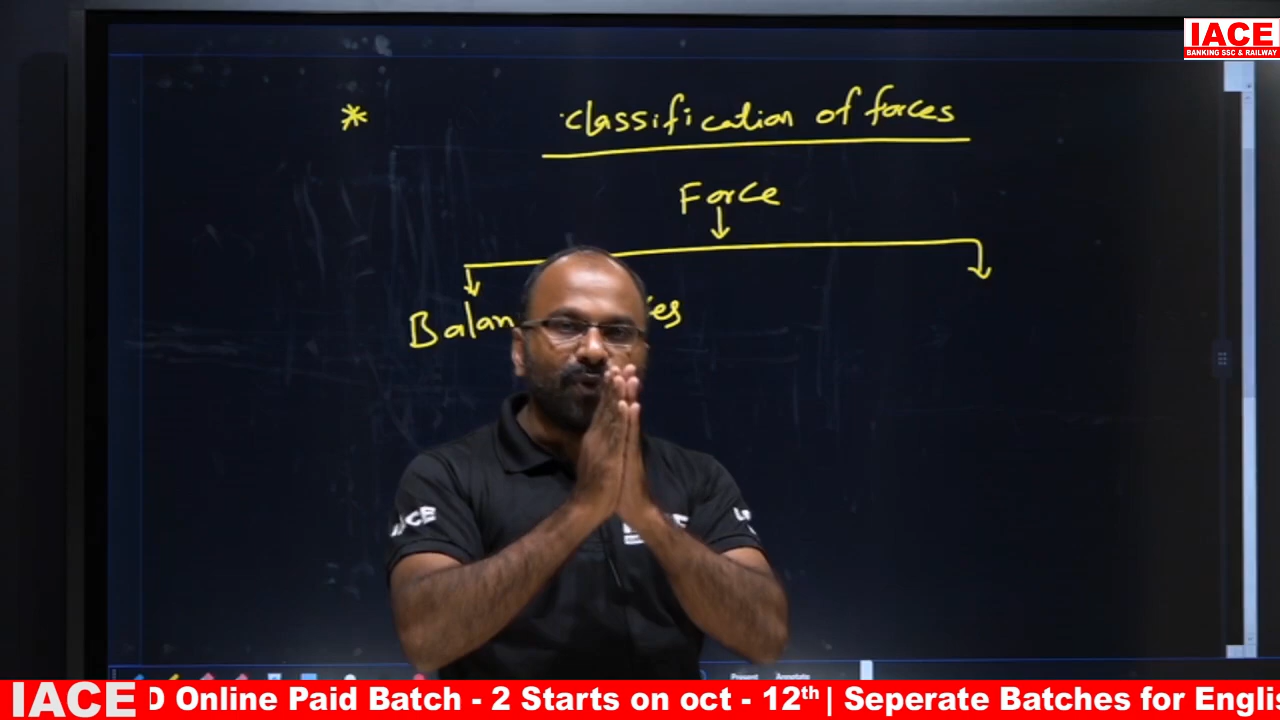 IACE
BANKING SSC & RAILWAY
* classification of forces
Force
IACE
IACE D Online Paid Batch - 2 Starts on oct - 12th | Seperate Batches for Englis